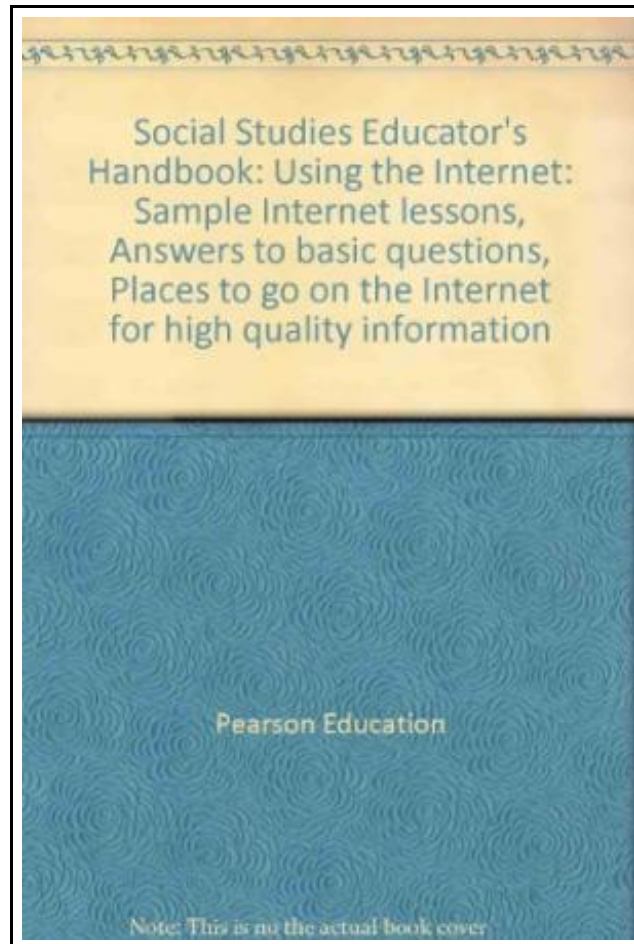 Social Studies Educator's
Handbook: Using the Internet:
Sample Internet lessons,
Answers to basic questions,
Places to go on the Internet
for high quality information
Pearson Education
Note: This is no the actual book cover